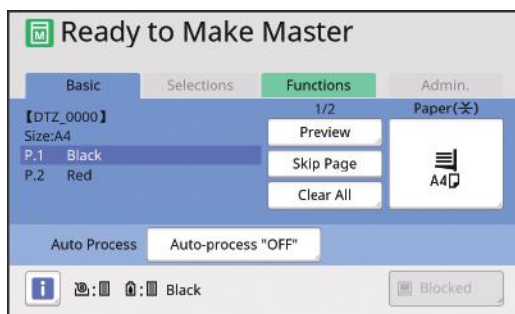 M Ready to Make Master
Basic Selections Functions Admin.
【DTZ_0000】 1/2 Paper(⚹)
Size:A4 Preview
P.1 Black Skip Page
P.2 Red A4
Clear All
Auto Process Auto-process "OFF"
i : : Black Blocked